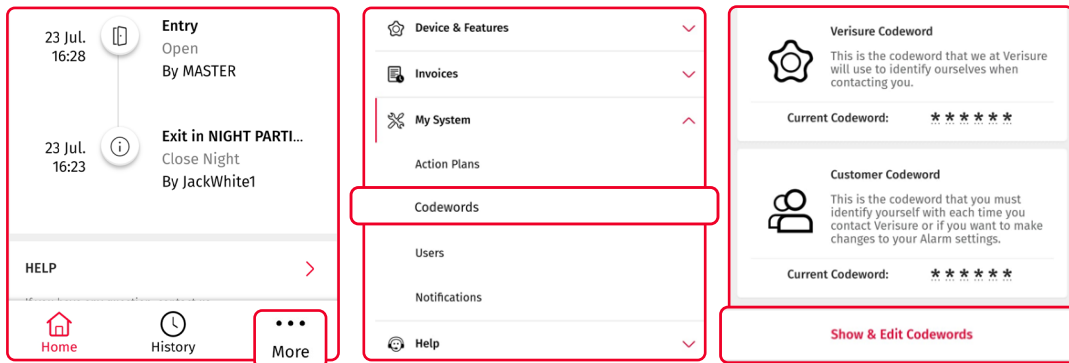 23 Jul.
16:28
Entry
Open
By MASTER
23 Jul.
16:23
Exit in NIGHT PARTI...
Close Night
By JackWhite1
HELP
Home
History
More
Device & Features
Invoices
My System
Action Plans
Codewords
Users
Notifications
Help
Verisure Codeword
This is the codeword that we at Verisure
will use to identify ourselves when
contacting you.
Current Codeword: ******
Customer Codeword
This is the codeword that you must
identify yourself with each time you
contact Verisure or if you want to make
changes to your Alarm settings.
Current Codeword: ******
Show & Edit Codewords